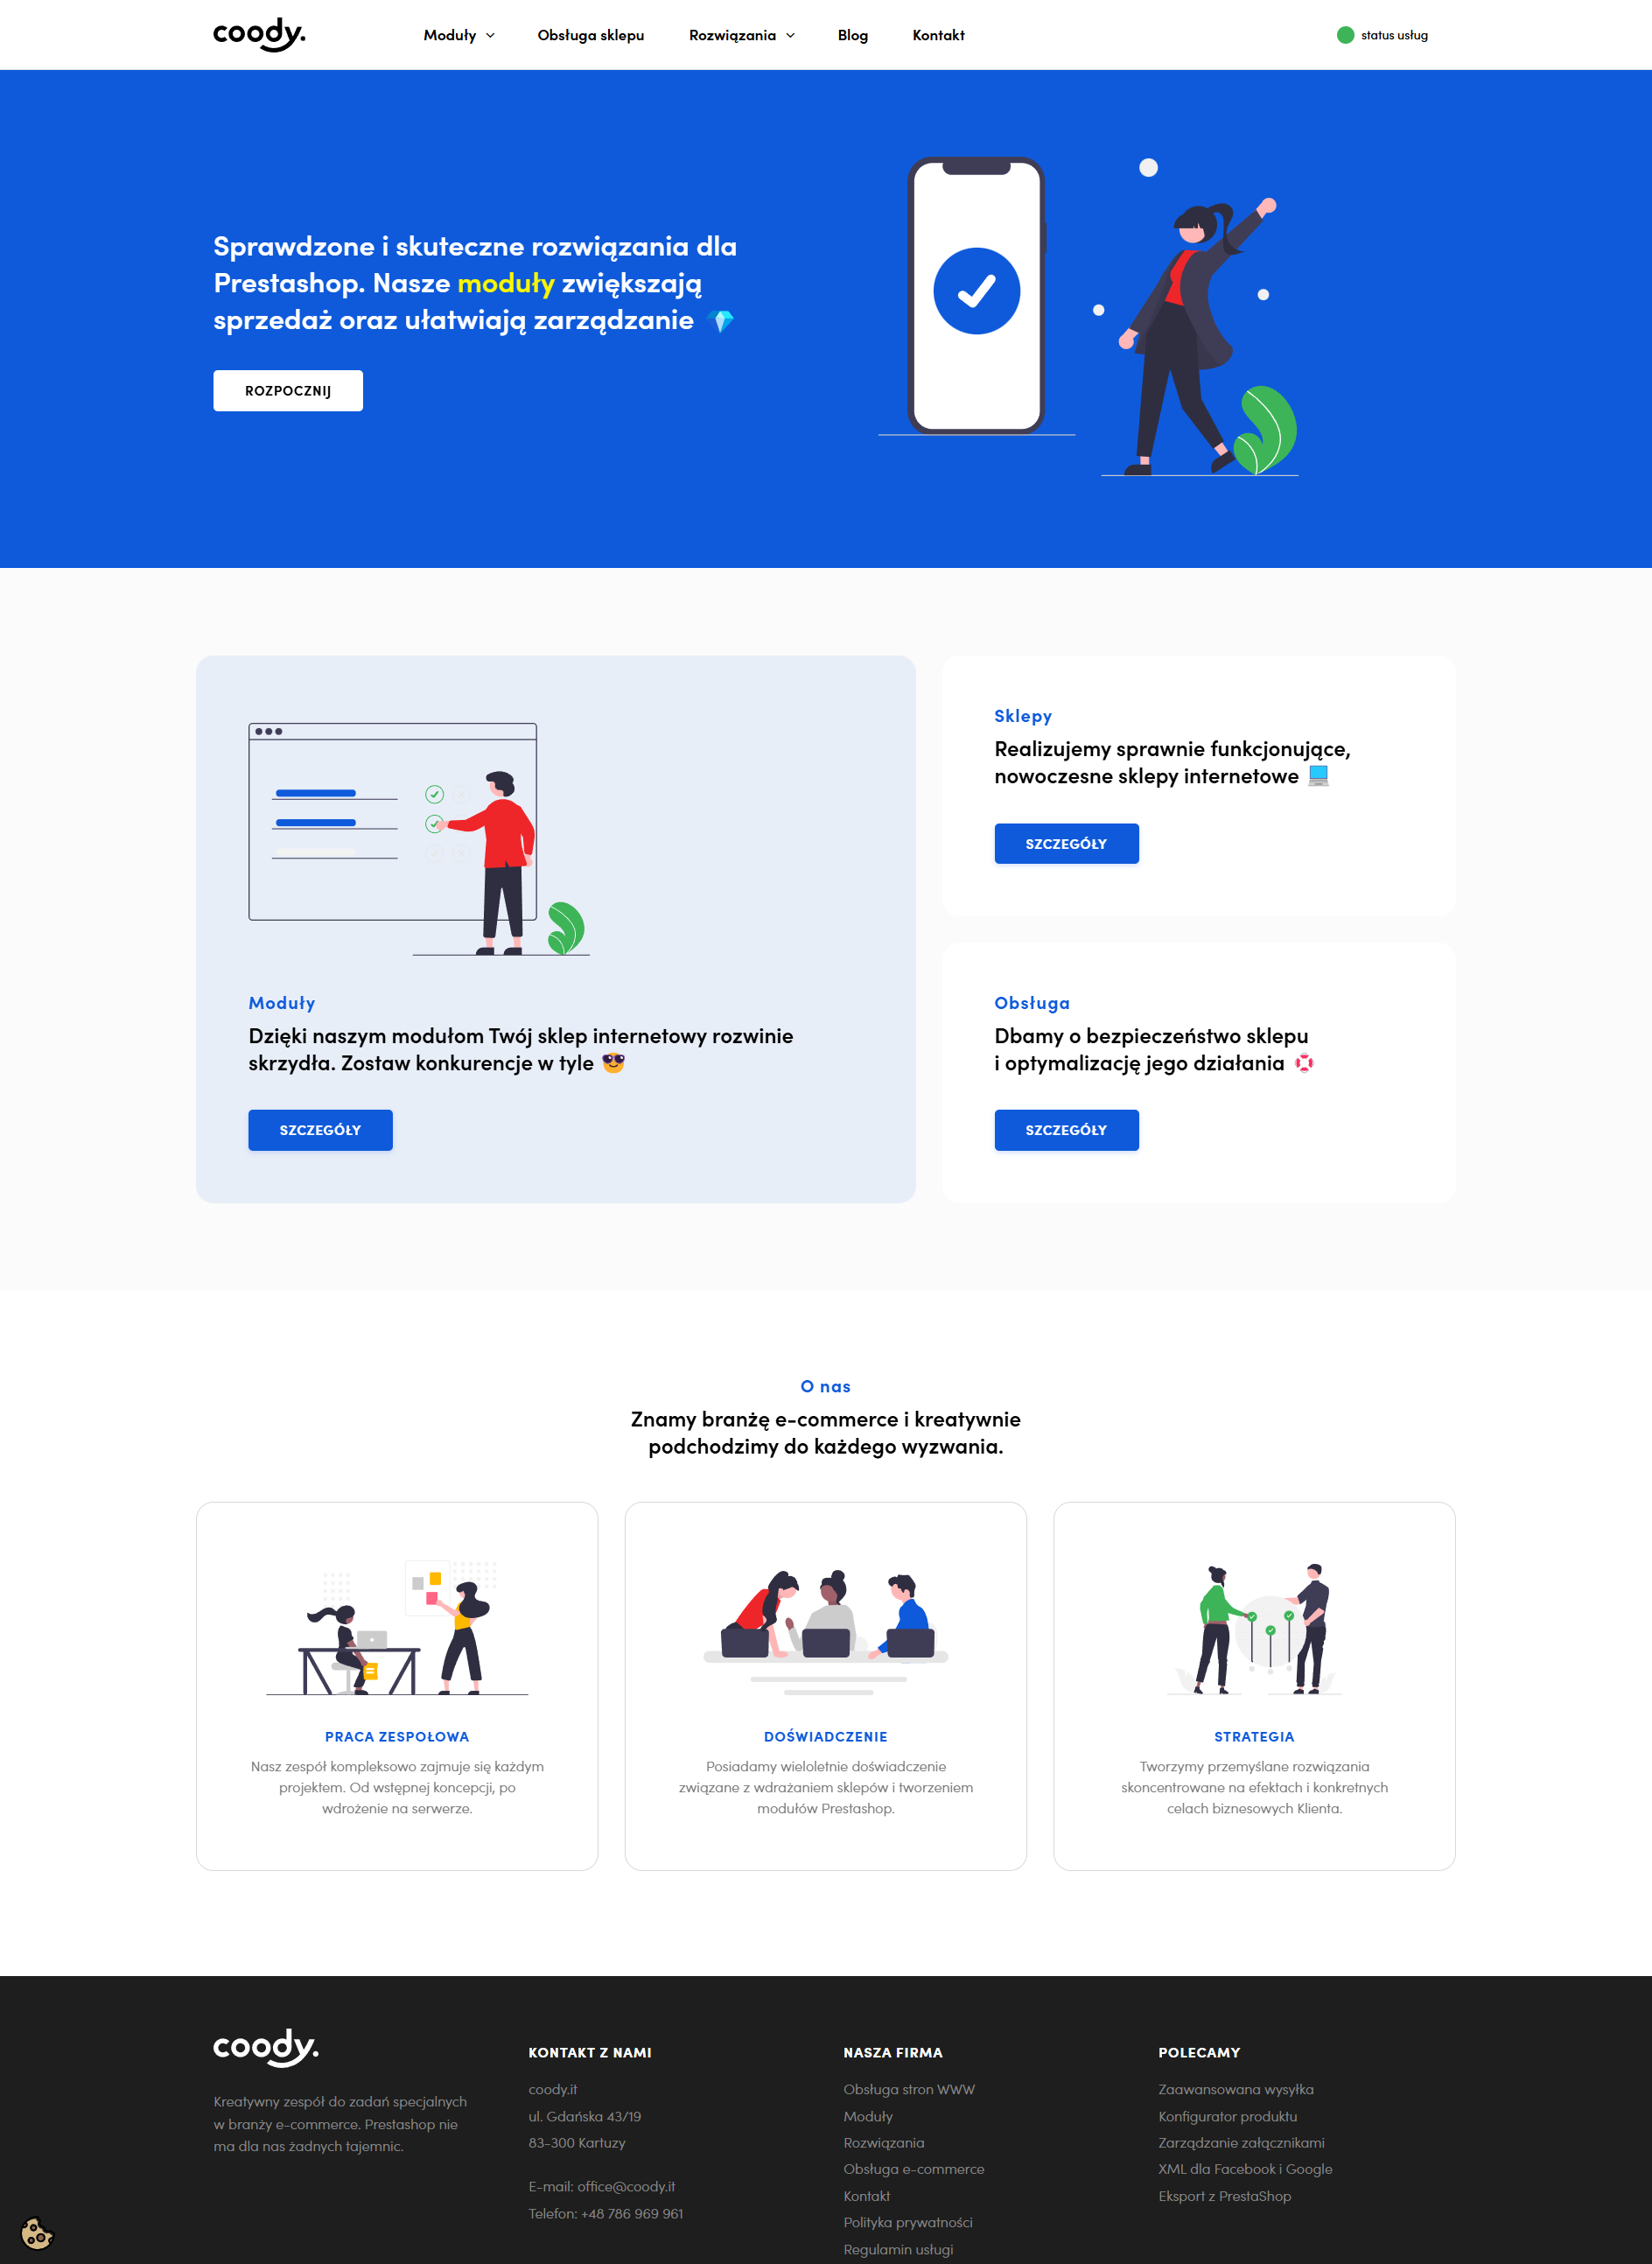 coody.
Moduły
Obsługa sklepu
Rozwiązania
Blog
Kontakt
status usług
Sprawdzone i skuteczne rozwiązania dla
Prestashop. Nasze moduły zwiększają
sprzedaż oraz ułatwiają zarządzanie 💎
ROZPOCZNIJ
Moduły
Dzięki naszym modułom Twój sklep internetowy rozwinie
skrzydła. Zostaw konkurencje w tyle 😎
SZCZEGÓŁY
Sklepy
Realizujemy sprawnie funkcjonujące,
nowoczesne sklepy internetowe 💻
SZCZEGÓŁY
Obsługa
Dbamy o bezpieczeństwo sklepu
i optymalizację jego działania 🛟
SZCZEGÓŁY
O nas
Znamy branżę e-commerce i kreatywnie
podchodzimy do każdego wyzwania.
PRACA ZESPOŁOWA
Nasz zespół kompleksowo zajmuje się każdym
projektem. Od wstępnej koncepcji, po
wdrożenie na serwerze.
DOŚWIADCZENIE
Posiadamy wieloletnie doświadczenie
związane z wdrażaniem sklepów i tworzeniem
modułów Prestashop.
STRATEGIA
Tworzymy przemyślane rozwiązania
skoncentrowane na efektach i konkretnych
celach biznesowych Klienta.
coody.
Kreatywny zespół do zadań specjalnych
w branży e-commerce. Prestashop nie
ma dla nas żadnych tajemnic.
KONTAKT Z NAMI
coody.it
ul. Gdańska 43/19
83-300 Kartuzy
E-mail: office@coody.it
Telefon: +48 786 969 961
NASZA FIRMA
Obsługa stron WWW
Moduły
Rozwiązania
Obsługa e-commerce
Kontakt
Polityka prywatności
Regulamin usługi
POLECAMY
Zaawansowana wysyłka
Konfigurator produktu
Zarządzanie załącznikami
XML dla Facebook i Google
Eksport z PrestaShop